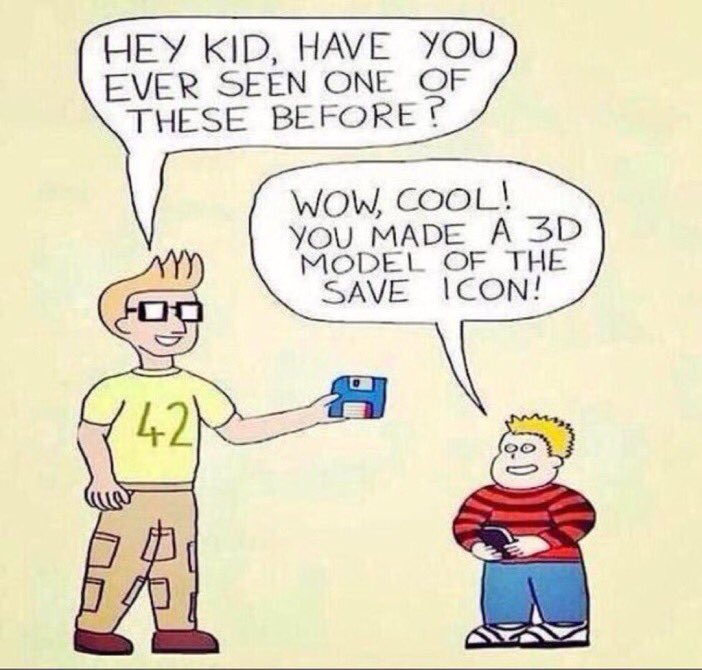 HEY KID, HAVE YOU
EVER SEEN ONE OF
THESE BEFORE?
WOW, COOL!
YOU MADE A 3D
MODEL OF THE
SAVE ICON!
42